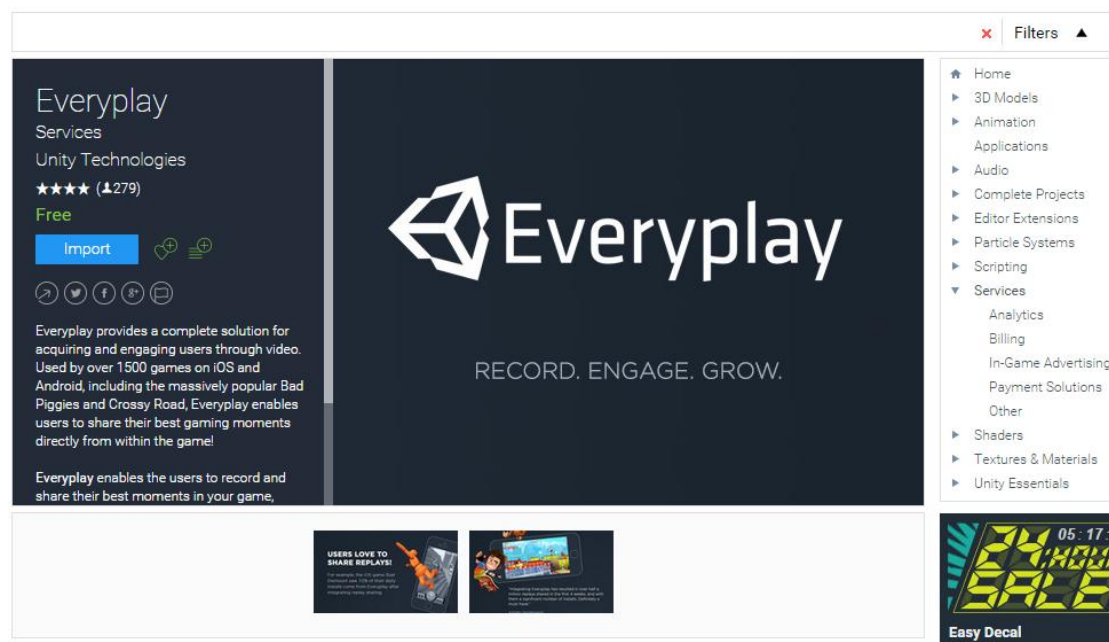 Filters ▲
Everyplay
Services
Unity Technologies
★★★★ (279)
Free
Import
Everyplay provides a complete solution for
acquiring and engaging users through video.
Used by over 1500 games on iOS and
Android, including the massively popular Bad
Piggies and Crossy Road, Everyplay enables
users to share their best gaming moments
directly from within the game!
Everyplay enables the users to record and
share their best moments in your game,
Everyplay
RECORD. ENGAGE. GROW.
Home
3D Models
Animation
Applications
Audio
Complete Projects
Editor Extensions
Particle Systems
Scripting
Services
Analytics
Billing
In-Game Advertising
Payment Solutions
Other
Shaders
Textures & Materials
Unity Essentials
USERS LOVE TO
SHARE REPLAYS!
05:17:
24 HOUR
SALE
Easy Decal